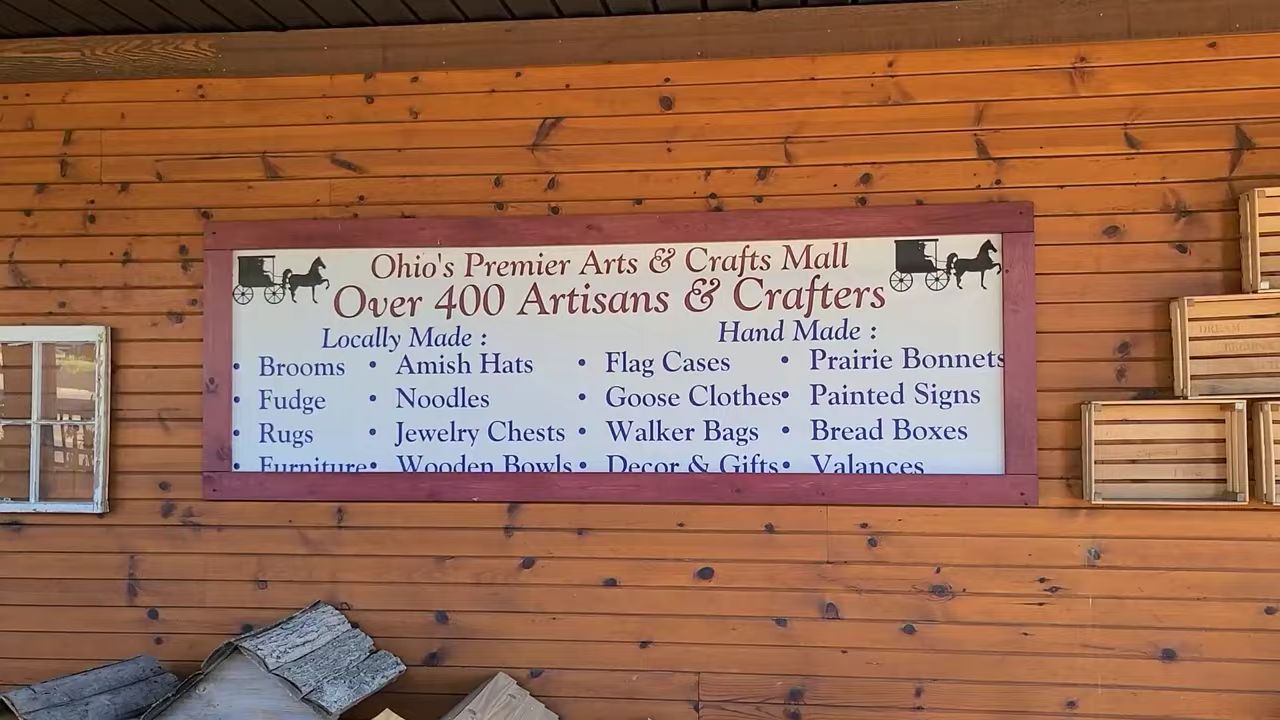 Ohio's Premier Arts & Crafts Mall
Over 400 Artisans & Crafters
Locally Made :
Hand Made :
• Brooms • Amish Hats • Flag Cases • Prairie Bonnets
• Fudge • Noodles • Goose Clothes • Painted Signs
• Rugs • Jewelry Chests • Walker Bags • Bread Boxes
• Furniture • Wooden Bowls • Decor & Gifts • Valances
DREAM